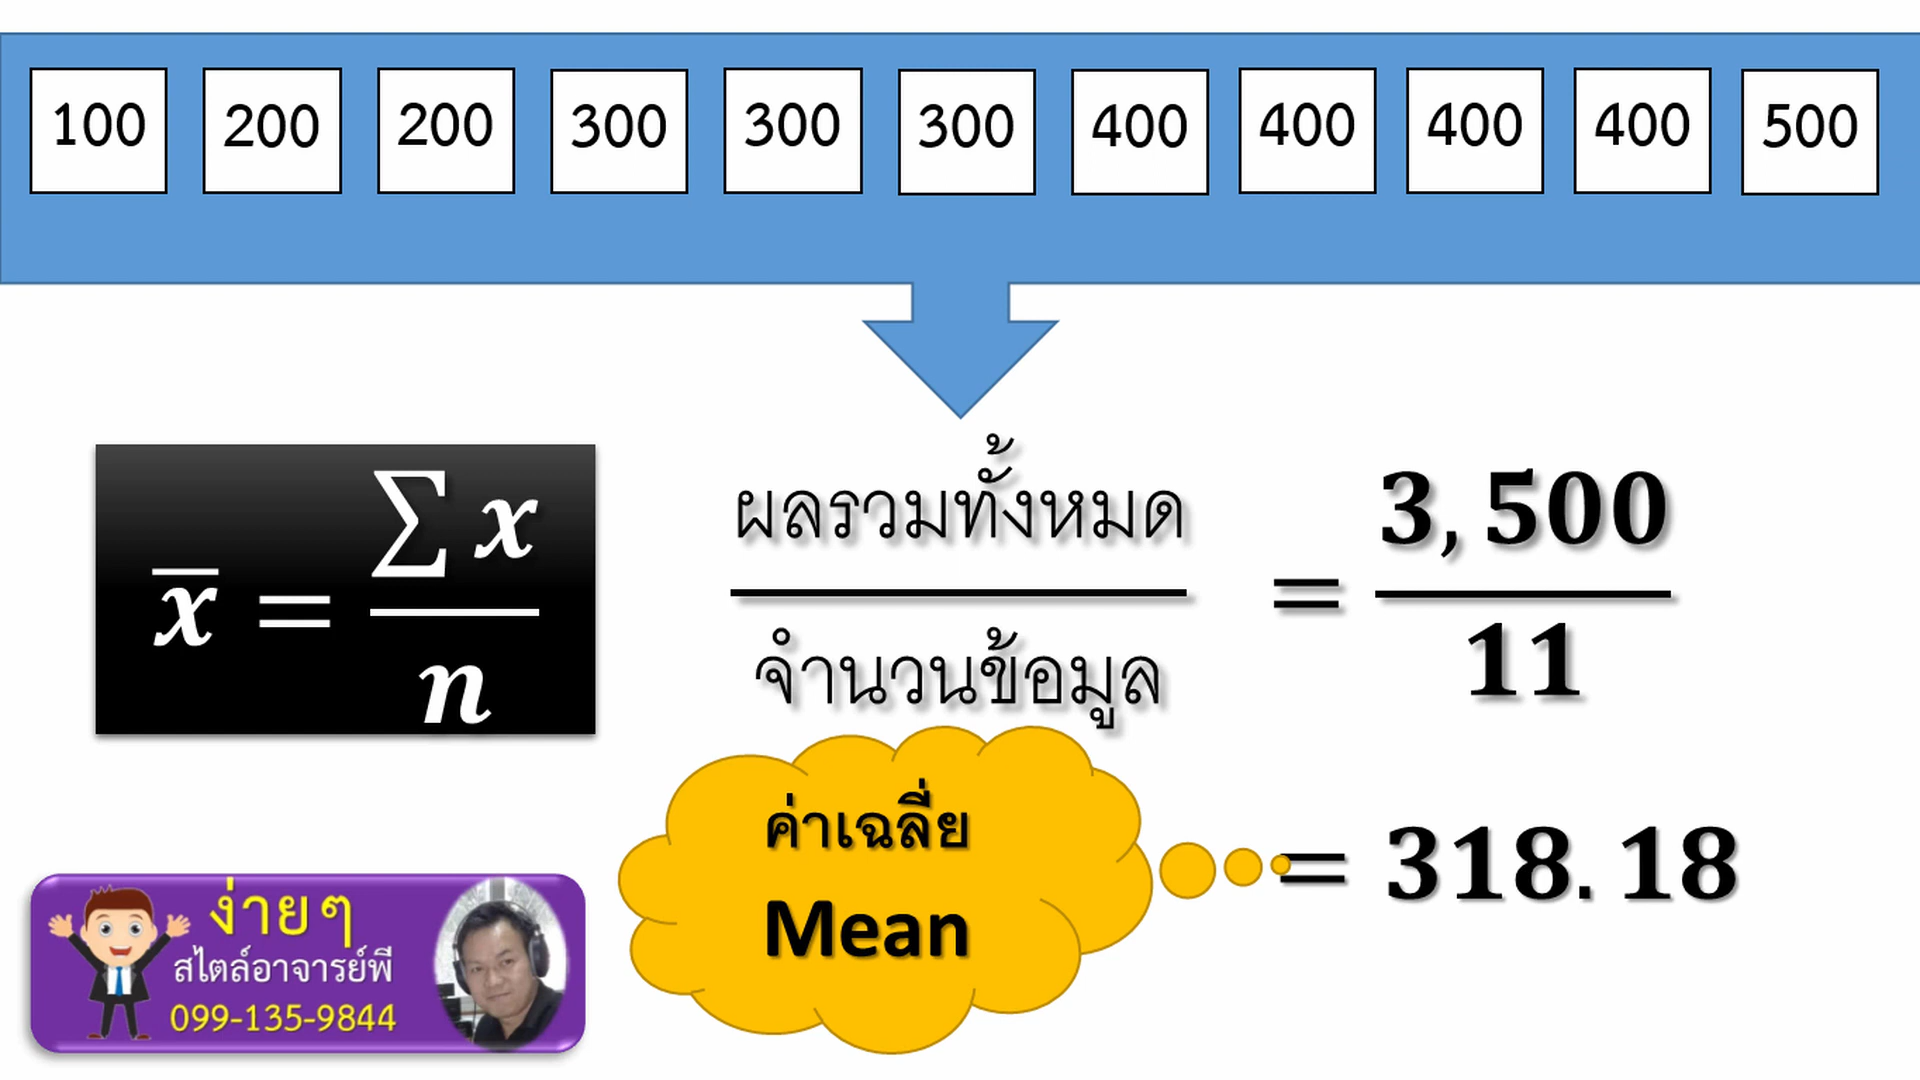 100 200 200 300 300 300 400 400 400 400 500
x̄ = ∑ x / n
ผลรวมทั้งหมด
จำนวนข้อมูล
= 3,500 / 11
ค่าเฉลี่ย
Mean
= 318.18
ง่ายๆ
สไตล์อาจารย์พี
099-135-9844